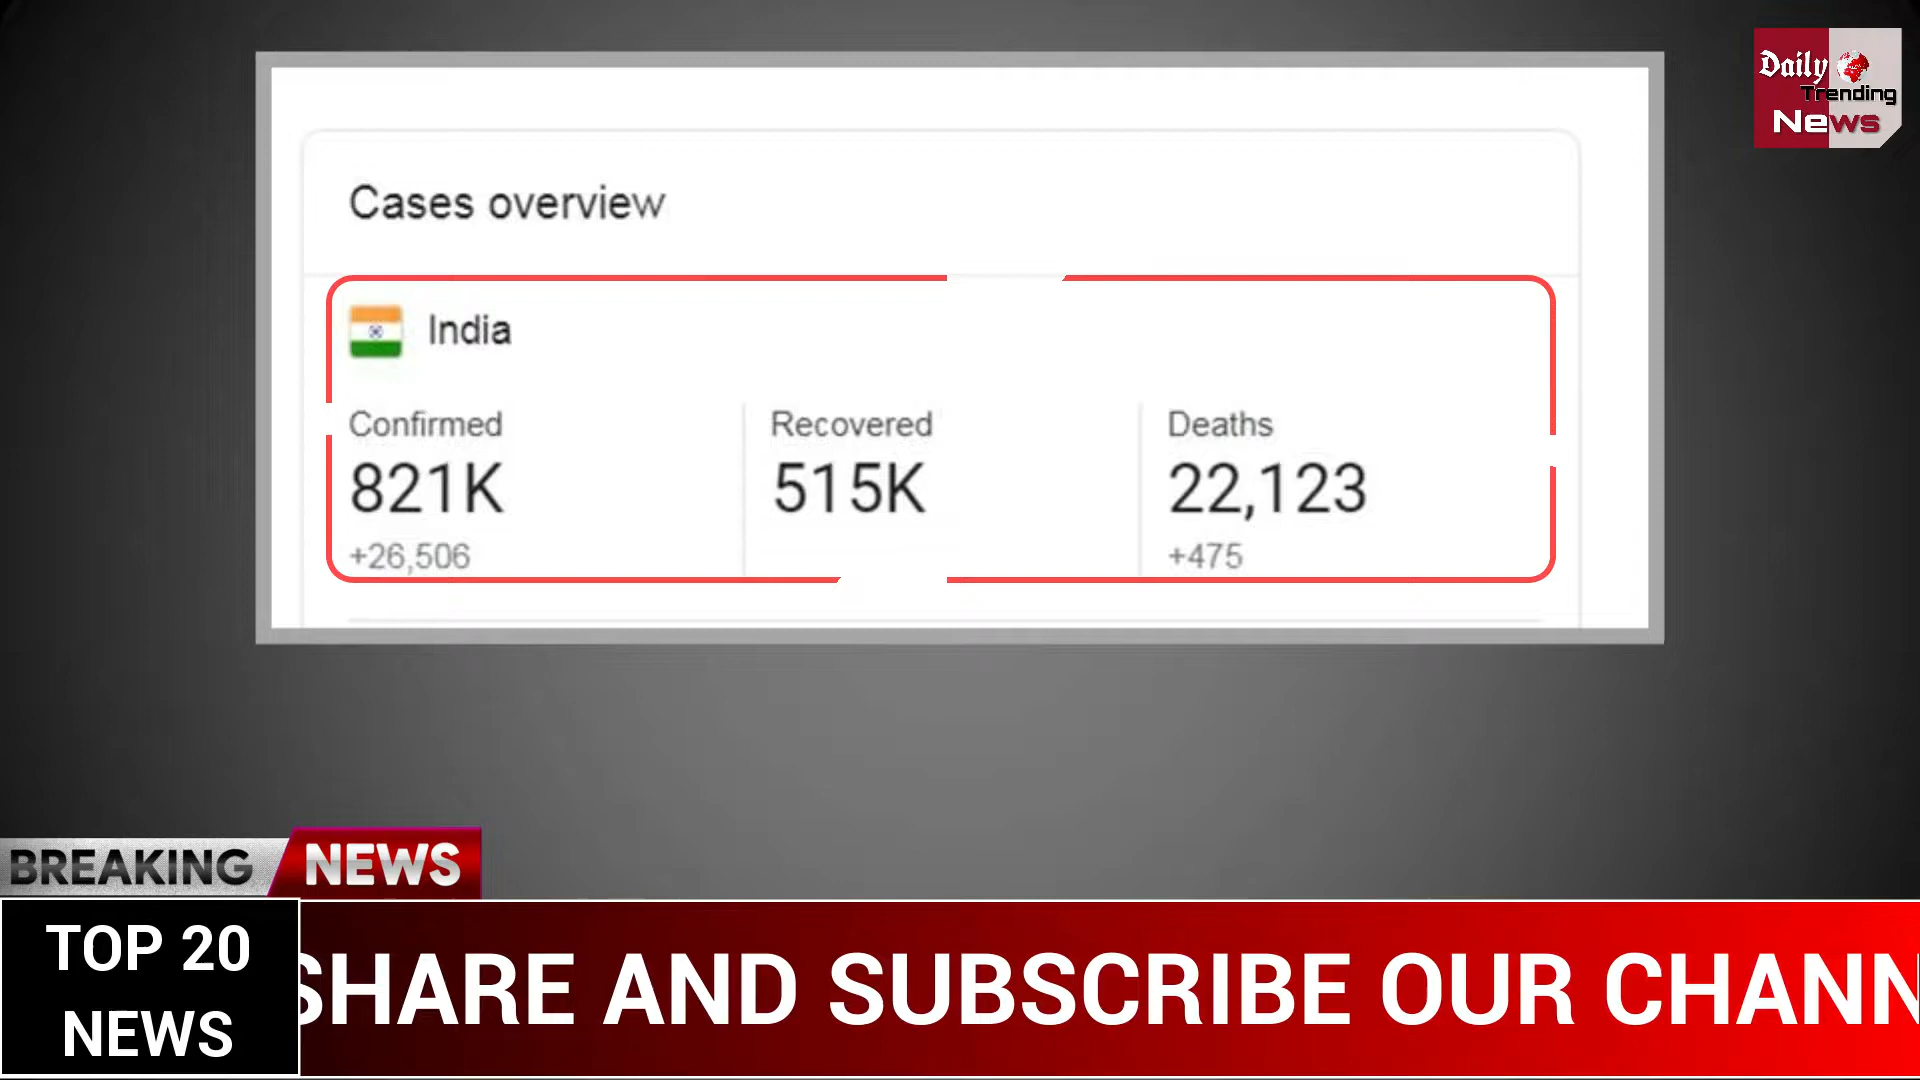 Daily
Trending
News
Cases overview
India
Confirmed
Recovered
Deaths
821K
515K
22,123
+26,506
+475
BREAKING NEWS
TOP 20
NEWS
SHARE AND SUBSCRIBE OUR CHANN